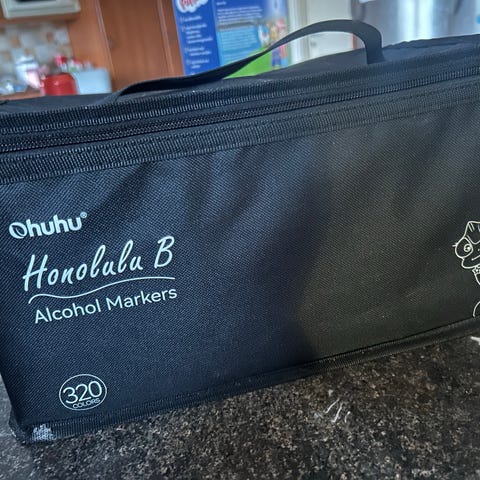 Ohuhu®
Honolulu B
Alcohol Markers
320
COLORS